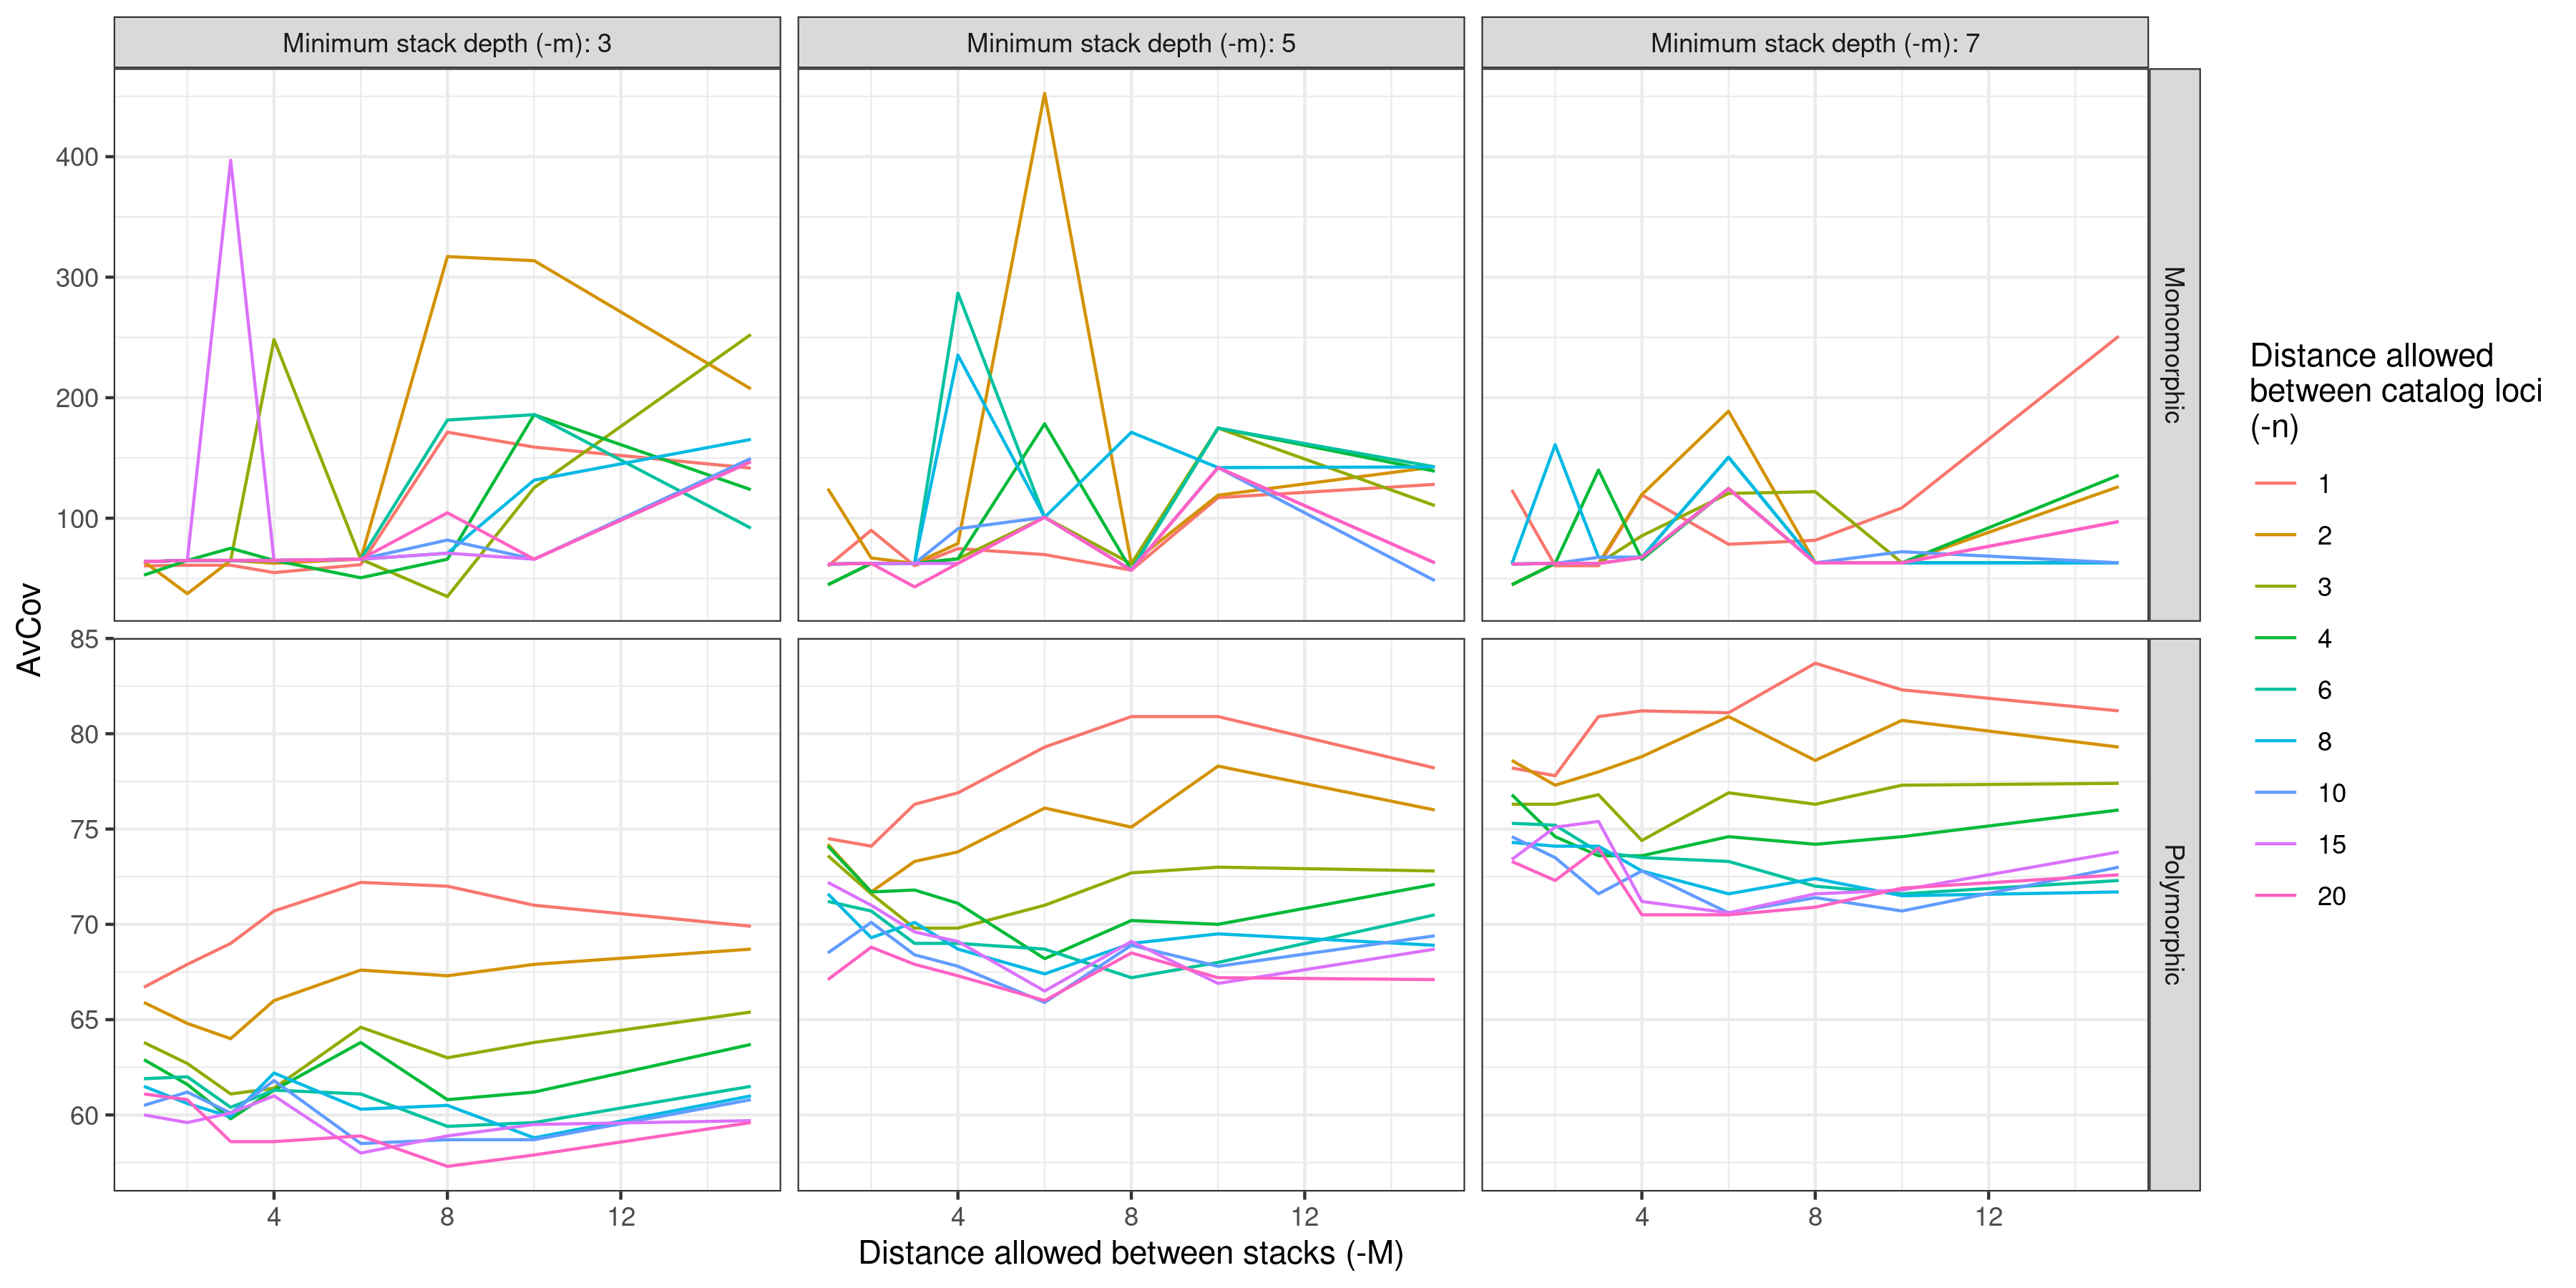 Minimum stack depth (-m): 3
Minimum stack depth (-m): 5
Minimum stack depth (-m): 7
400
300
200
100
Monomorphic
85
80
75
70
65
60
Polymorphic
AvCov
4
8
12
4
8
12
4
8
12
Distance allowed between stacks (-M)
Distance allowed
between catalog loci
(-n)
1
2
3
4
6
8
10
15
20